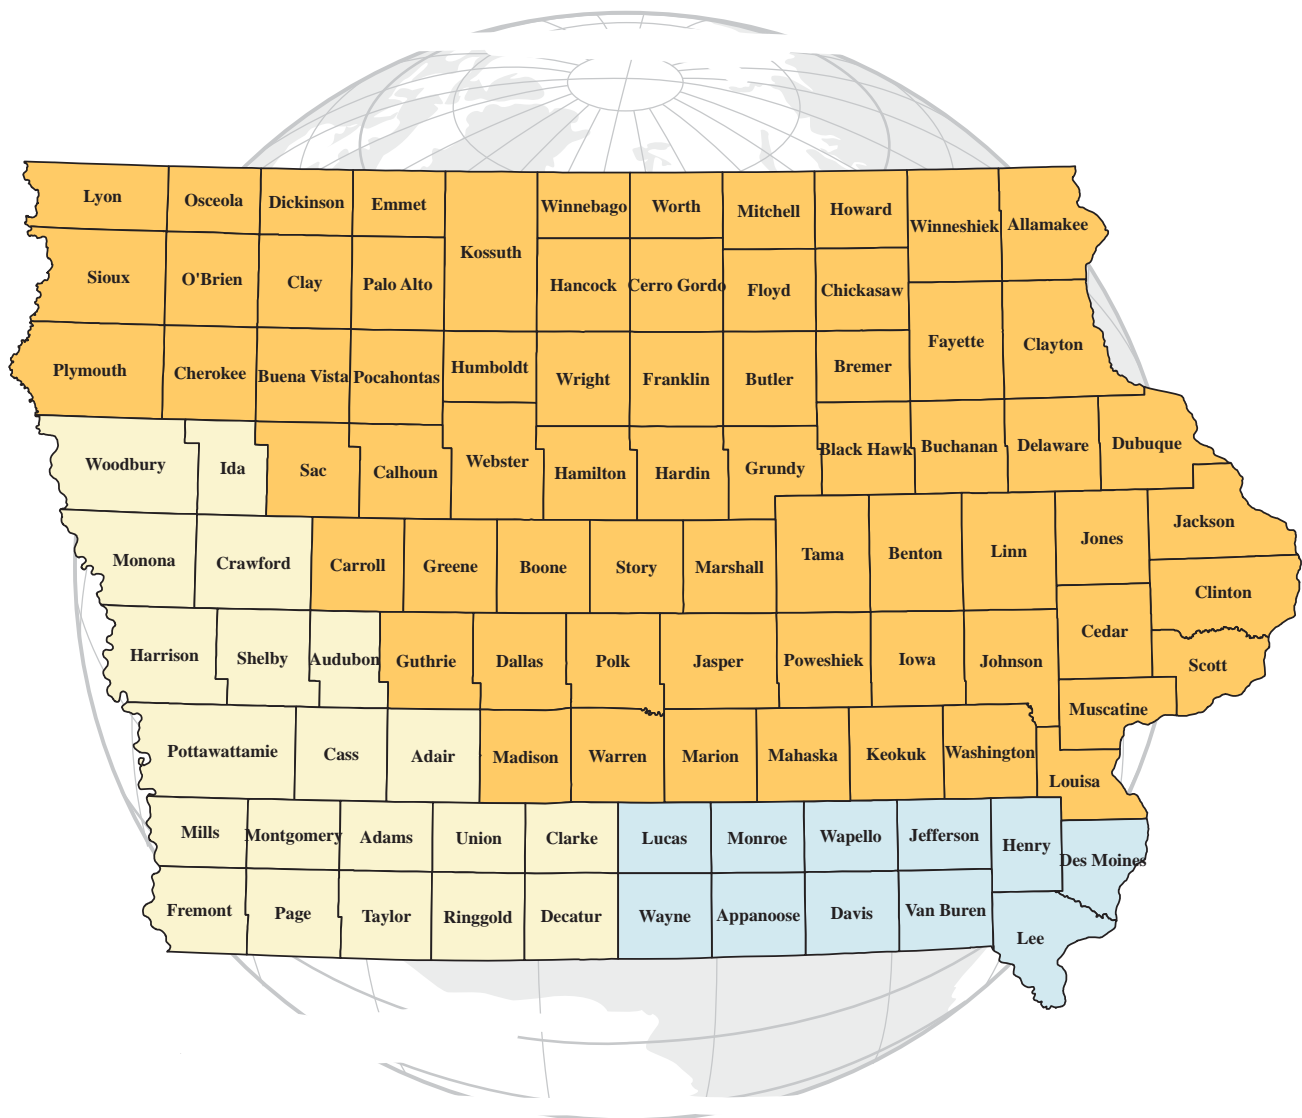 Lyon
Osceola
Dickinson
Emmet
Kossuth
Winnebago
Worth
Mitchell
Howard
Winneshiek
Allamakee
Sioux
O'Brien
Clay
Palo Alto
Hancock
Cerro Gordo
Floyd
Chickasaw
Fayette
Clayton
Plymouth
Cherokee
Buena Vista
Pocahontas
Humboldt
Wright
Franklin
Butler
Bremer
Woodbury
Ida
Sac
Calhoun
Webster
Hamilton
Hardin
Grundy
Black Hawk
Buchanan
Delaware
Dubuque
Monona
Crawford
Carroll
Greene
Boone
Story
Marshall
Tama
Benton
Linn
Jones
Jackson
Clinton
Harrison
Shelby
Audubon
Guthrie
Dallas
Polk
Jasper
Poweshiek
Iowa
Johnson
Cedar
Scott
Muscatine
Pottawattamie
Cass
Adair
Madison
Warren
Marion
Mahaska
Keokuk
Washington
Louisa
Mills
Montgomery
Adams
Union
Clarke
Lucas
Monroe
Wapello
Jefferson
Henry
Des Moines
Fremont
Page
Taylor
Ringgold
Decatur
Wayne
Appanoose
Davis
Van Buren
Lee